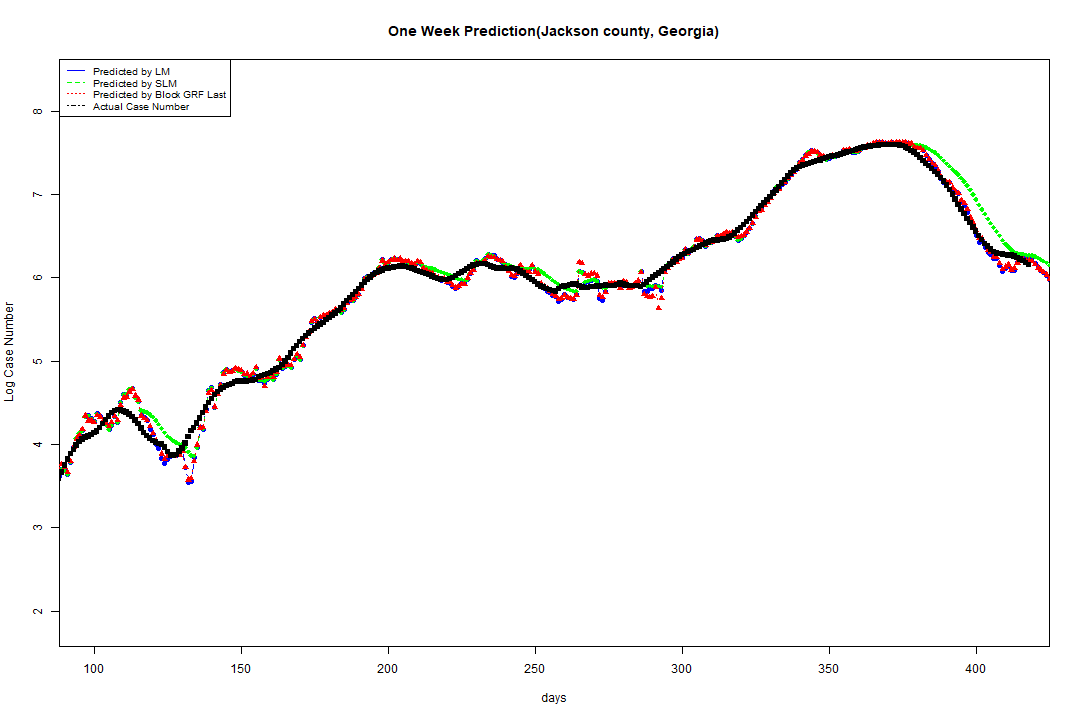 One Week Prediction(Jackson county, Georgia)
Predicted by LM
Predicted by SLM
Predicted by Block GRF Last
Actual Case Number
Log Case Number
8
7
6
5
4
3
2
100 150 200 250 300 350 400
days